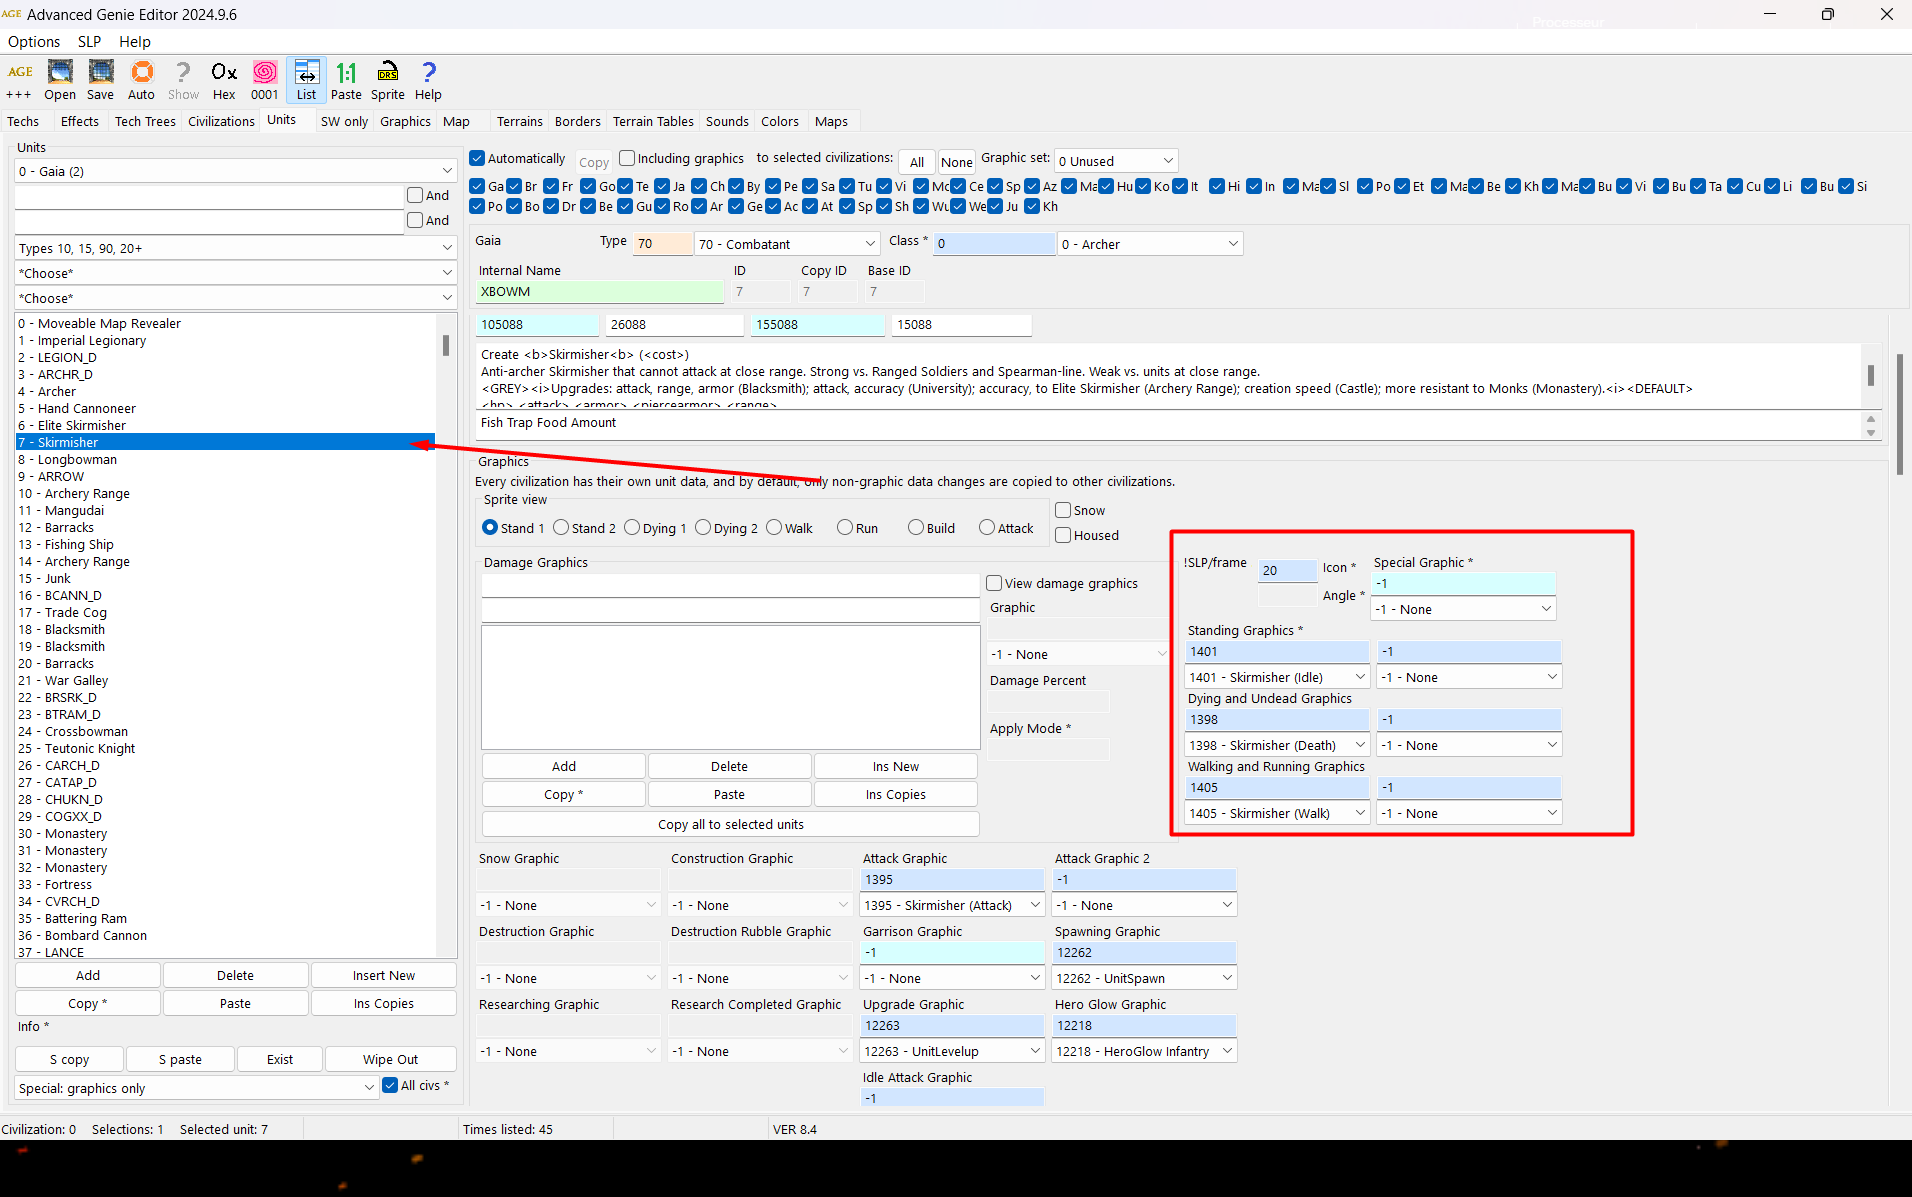 AGE Advanced Genie Editor 2024.9.6
Processeur
Options SLP Help
AGE ? 0x 1:1 DRS ?
+++ Open Save Auto Show Hex 0001 List Paste Sprite Help
Techs Effects Tech Trees Civilizations Units SW only Graphics Map Terrains Borders Terrain Tables Sounds Colors Maps
Units
0 - Gaia (2)
And
And
Types 10, 15, 90, 20+
*Choose*
*Choose*
0 - Moveable Map Revealer
1 - Imperial Legionary
2 - LEGION_D
3 - ARCHR_D
4 - Archer
5 - Hand Cannoneer
6 - Elite Skirmisher
7 - Skirmisher
8 - Longbowman
9 - ARROW
10 - Archery Range
11 - Mangudai
12 - Barracks
13 - Fishing Ship
14 - Archery Range
15 - Junk
16 - BCANN_D
17 - Trade Cog
18 - Blacksmith
19 - Blacksmith
20 - Barracks
21 - War Galley
22 - BRSRK_D
23 - BTRAM_D
24 - Crossbowman
25 - Teutonic Knight
26 - CARCH_D
27 - CATAP_D
28 - CHUKN_D
29 - COGXX_D
30 - Monastery
31 - Monastery
32 - Monastery
33 - Fortress
34 - CVRCH_D
35 - Battering Ram
36 - Bombard Cannon
37 - LANCE
Add Delete Insert New
Copy * Paste Ins Copies
Info *
S copy S paste Exist Wipe Out
Special: graphics only All civs *
Automatically Copy Including graphics to selected civilizations: All None Graphic set: 0 Unused
Ga Br Fr Go Te Ja Ch By Pe Sa Tu Vi Mo Ce Sp Az Ma Hu Ko It Hi In Ma Sl Po Et Ma Be Kh Ma Bu Vi Bu Ta Cu Li Bu Si
Po Bo Dr Be Gu Ro Ar Ge Ac At Sp Sh Wu We Ju Kh
Gaia Type 70 70 - Combatant Class * 0 0 - Archer
Internal Name ID Copy ID Base ID
XBOWM 7 7 7
105088 26088 155088 15088
Create <b>Skirmisher<b> (<cost>)
Anti-archer Skirmisher that cannot attack at close range. Strong vs. Ranged Soldiers and Spearman-line. Weak vs. units at close range.
<GREY><i>Upgrades: attack, range, armor (Blacksmith); attack, accuracy (University); accuracy, to Elite Skirmisher (Archery Range); creation speed (Castle); more resistant to Monks (Monastery).<i><DEFAULT>
<hp> <attack> <armor> <piercearmor> <range>
Fish Trap Food Amount
Graphics
Every civilization has their own unit data, and by default, only non-graphic data changes are copied to other civilizations.
Sprite view
Stand 1 Stand 2 Dying 1 Dying 2 Walk Run Build Attack
Snow
Housed
Damage Graphics
View damage graphics
Graphic
-1 - None
Damage Percent
Apply Mode *
Add Delete Ins New
Copy * Paste Ins Copies
Copy all to selected units
!SLP/frame 20 Icon * Special Graphic *
-1
Angle *
-1 - None
Standing Graphics *
1401 -1
1401 - Skirmisher (Idle) -1 - None
Dying and Undead Graphics
1398 -1
1398 - Skirmisher (Death) -1 - None
Walking and Running Graphics
1405 -1
1405 - Skirmisher (Walk) -1 - None
Snow Graphic Construction Graphic Attack Graphic Attack Graphic 2
1395 -1
-1 - None -1 - None 1395 - Skirmisher (Attack) -1 - None
Destruction Graphic Destruction Rubble Graphic Garrison Graphic Spawning Graphic
-1 12262
-1 - None -1 - None -1 - None 12262 - UnitSpawn
Researching Graphic Research Completed Graphic Upgrade Graphic Hero Glow Graphic
12263 12218
-1 - None -1 - None 12263 - UnitLevelup 12218 - HeroGlow Infantry
Idle Attack Graphic
-1
Civilization: 0 Selections: 1 Selected unit: 7 Times listed: 45 VER 8.4